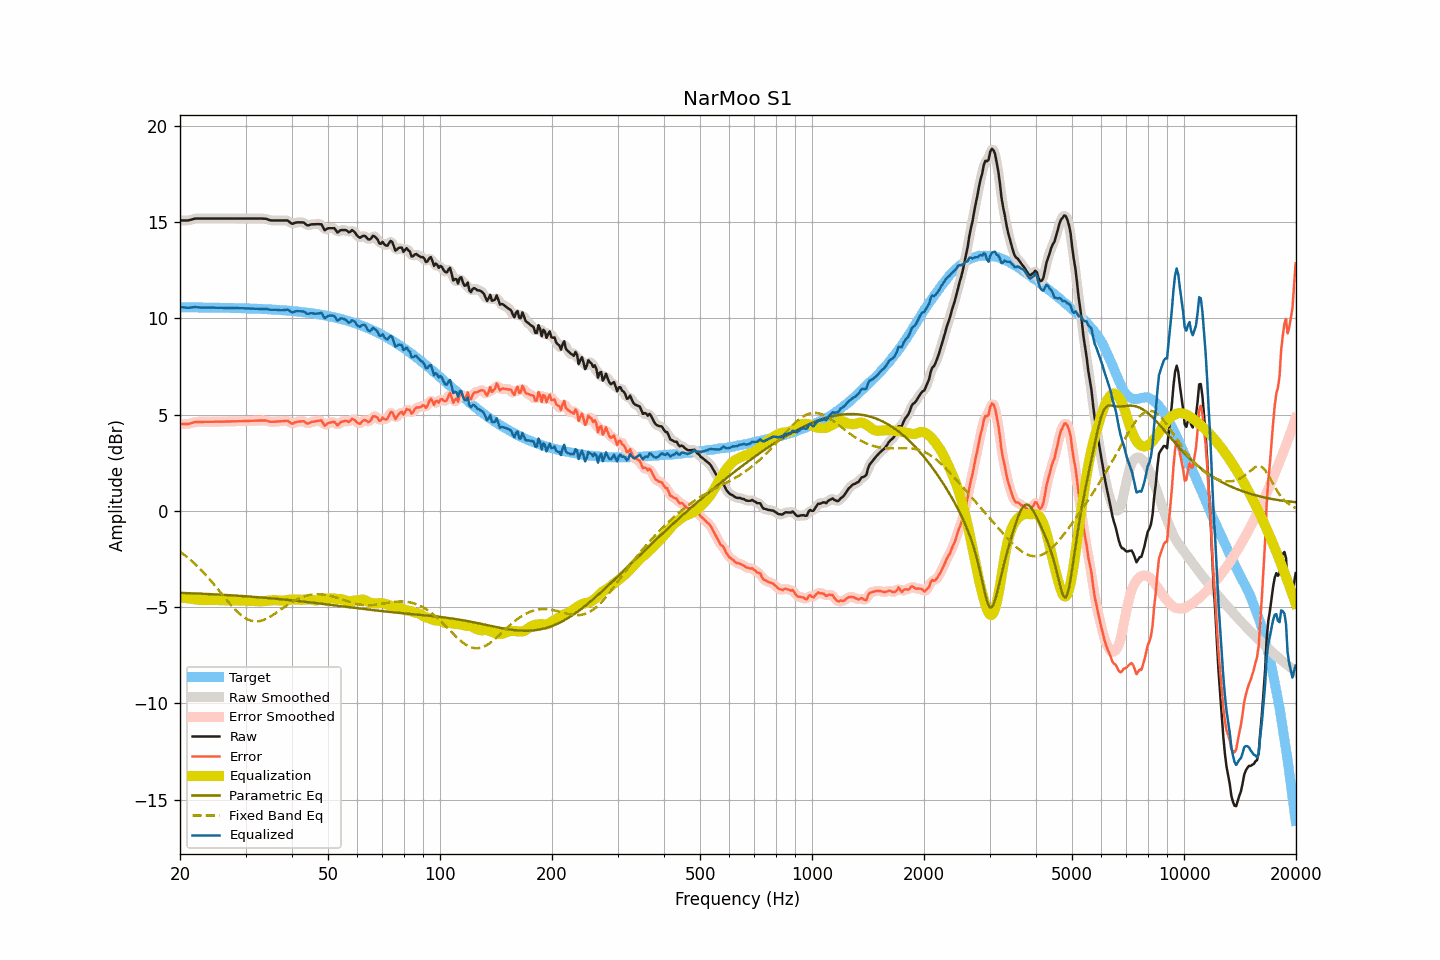 NarMoo S1
20
15
10
5
0
−5
−10
−15
Amplitude (dBr)
Target
Raw Smoothed
Error Smoothed
Raw
Error
Equalization
Parametric Eq
Fixed Band Eq
Equalized
20 50 100 200 500 1000 2000 5000 10000 20000
Frequency (Hz)